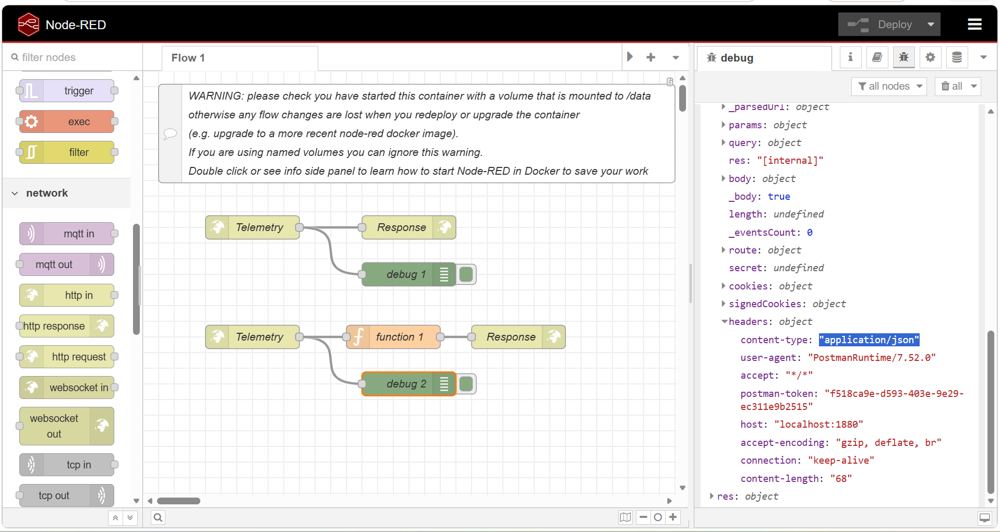 Node-RED
Deploy
filter nodes
Flow 1
debug
all nodes
all
trigger
exec
filter
network
mqtt in
mqtt out
http in
http response
http request
websocket in
websocket
out
tcp in
tcp out
WARNING: please check you have started this container with a volume that is mounted to /data
otherwise any flow changes are lost when you redeploy or upgrade the container
(e.g. upgrade to a more recent node-red docker image).
If you are using named volumes you can ignore this warning.
Double click or see info side panel to learn how to start Node-RED in Docker to save your work
Telemetry
Response
debug 1
Telemetry
function 1
Response
debug 2
_parsedUrl: object
params: object
query: object
res: "[internal]"
body: object
_body: true
length: undefined
_eventsCount: 0
route: object
secret: undefined
cookies: object
signedCookies: object
headers: object
content-type: "application/json"
user-agent: "PostmanRuntime/7.52.0"
accept: "*/*"
postman-token: "f518ca9e-d593-403e-9e29-
ec311e9b2515"
host: "localhost:1880"
accept-encoding: "gzip, deflate, br"
connection: "keep-alive"
content-length: "68"
res: object